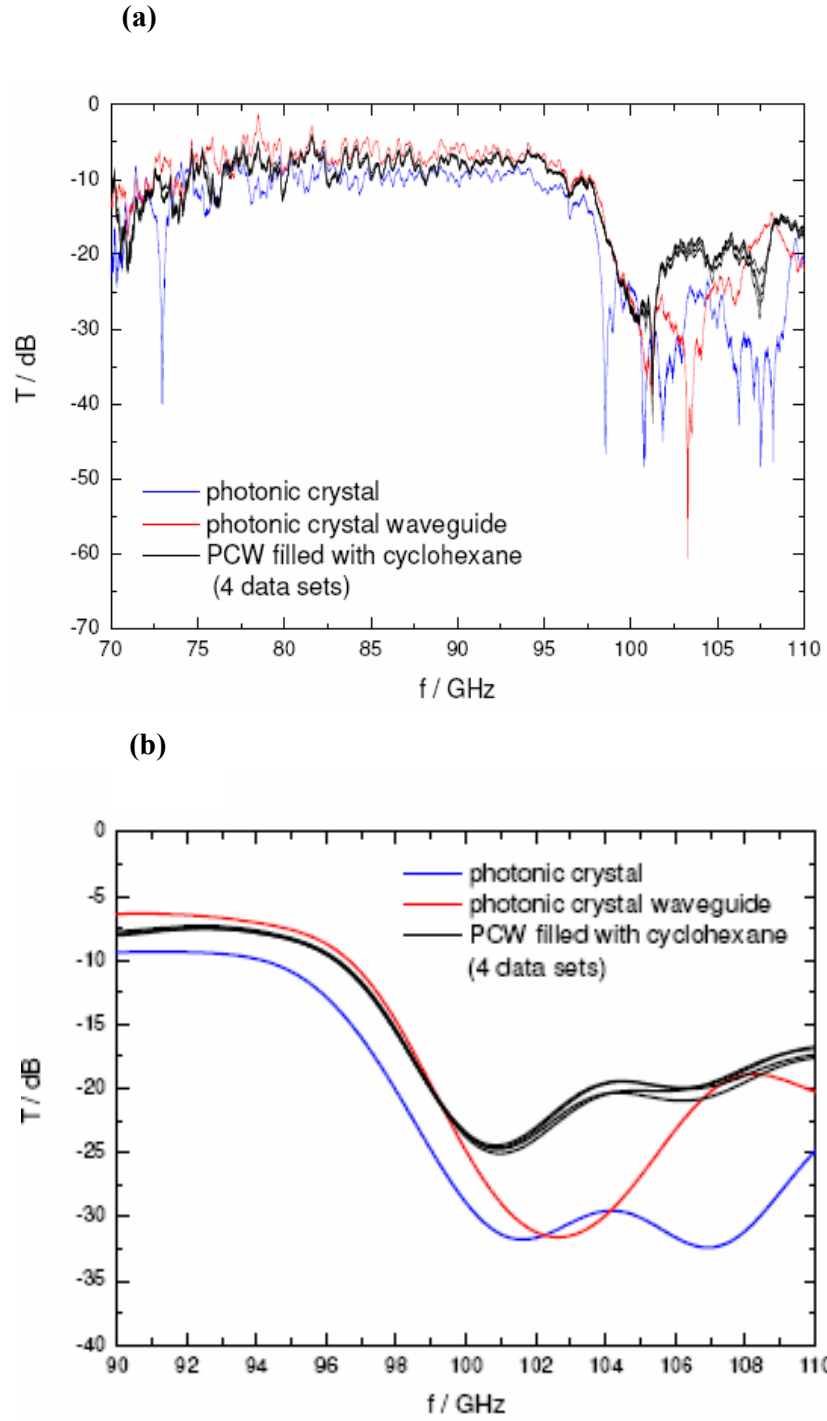 (a)
0
-10
-20
-30
-40
-50
-60
-70
T / dB
photonic crystal
photonic crystal waveguide
PCW filled with cyclohexane
(4 data sets)
70 75 80 85 90 95 100 105 110
f / GHz
(b)
0
-5
-10
-15
-20
-25
-30
-35
-40
T / dB
photonic crystal
photonic crystal waveguide
PCW filled with cyclohexane
(4 data sets)
90 92 94 96 98 100 102 104 106 108 110
f / GHz